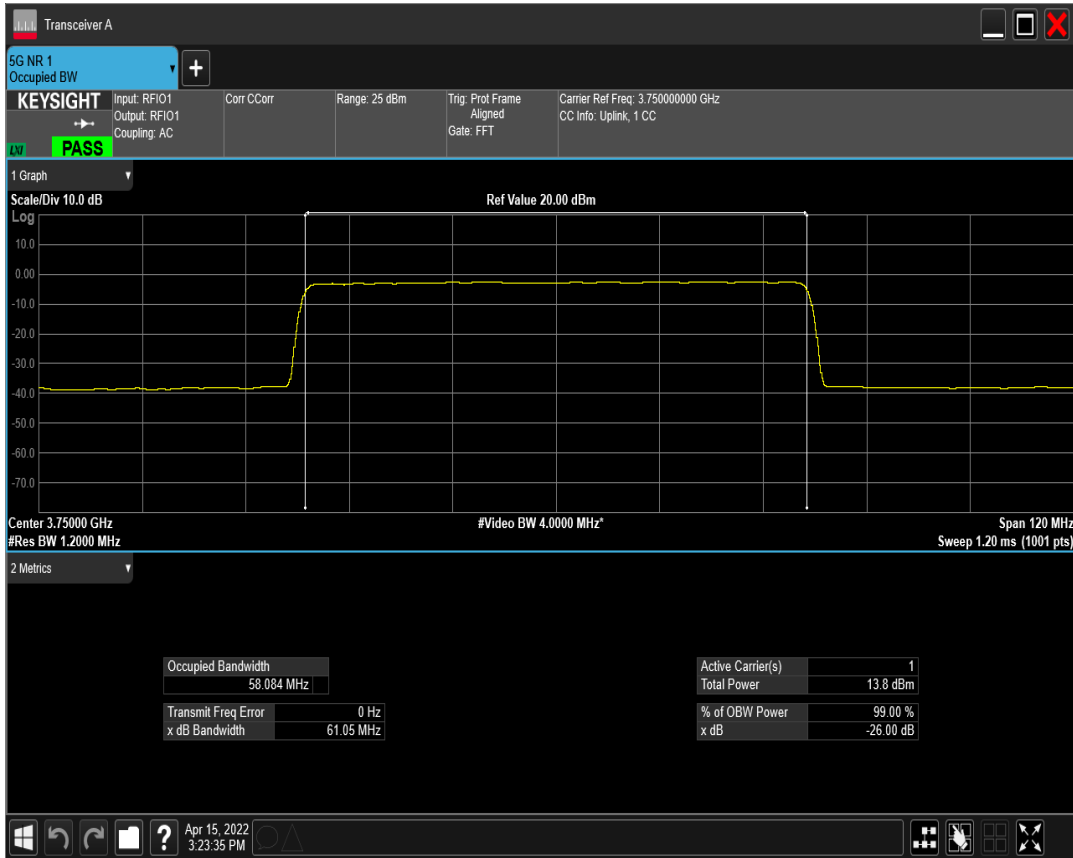 Transceiver A
5G NR 1
Occupied BW
KEYSIGHT
LXI
PASS
Input: RFIO1
Output: RFIO1
Coupling: AC
Corr CCorr
Range: 25 dBm
Trig: Prot Frame
Aligned
Gate: FFT
Carrier Ref Freq: 3.750000000 GHz
CC Info: Uplink, 1 CC
1 Graph
Scale/Div 10.0 dB
Ref Value 20.00 dBm
Log
10.0
0.00
-10.0
-20.0
-30.0
-40.0
-50.0
-60.0
-70.0
Center 3.75000 GHz
#Video BW 4.0000 MHz*
Span 120 MHz
#Res BW 1.2000 MHz
Sweep 1.20 ms (1001 pts)
2 Metrics
Occupied Bandwidth
58.084 MHz
Transmit Freq Error 0 Hz
x dB Bandwidth 61.05 MHz
Active Carrier(s) 1
Total Power 13.8 dBm
% of OBW Power 99.00 %
x dB -26.00 dB
?
Apr 15, 2022
3:23:35 PM